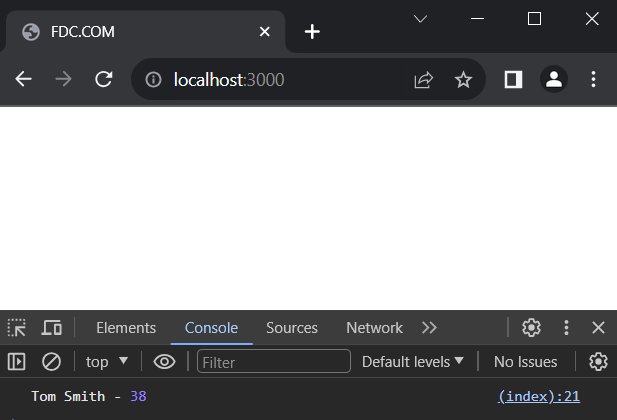 FDC.COM
localhost:3000
Elements Console Sources Network
top Filter Default levels No Issues
Tom Smith - 38 (index):21